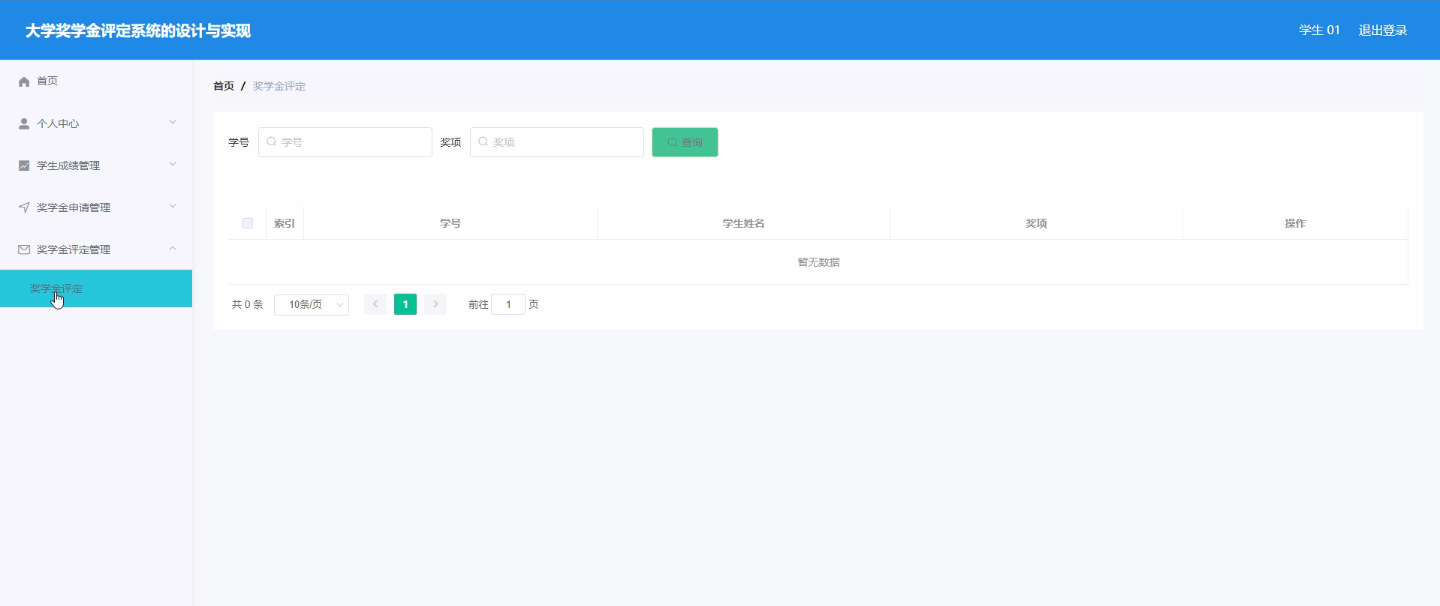 大学奖学金评定系统的设计与实现
学生 01 退出登录
首页
个人中心
学生成绩管理
奖学金申请管理
奖学金评定管理
奖学金评定
首页 / 奖学金评定
学号 学号 奖项 奖项 查询
索引 学号 学生姓名 奖项 操作
暂无数据
共 0 条 10条/页 1 前往 1 页